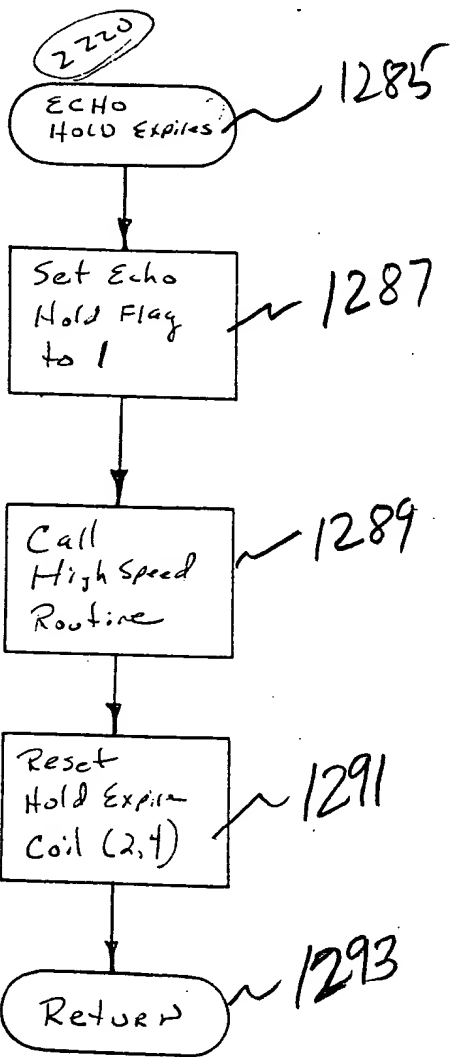 2220
ECHO
HOLD Expires
1285
Set Echo
Hold Flag
to 1
1287
Call
High Speed
Routine
1289
Reset
Hold Expire
Coil (2,4)
1291
Return
1293